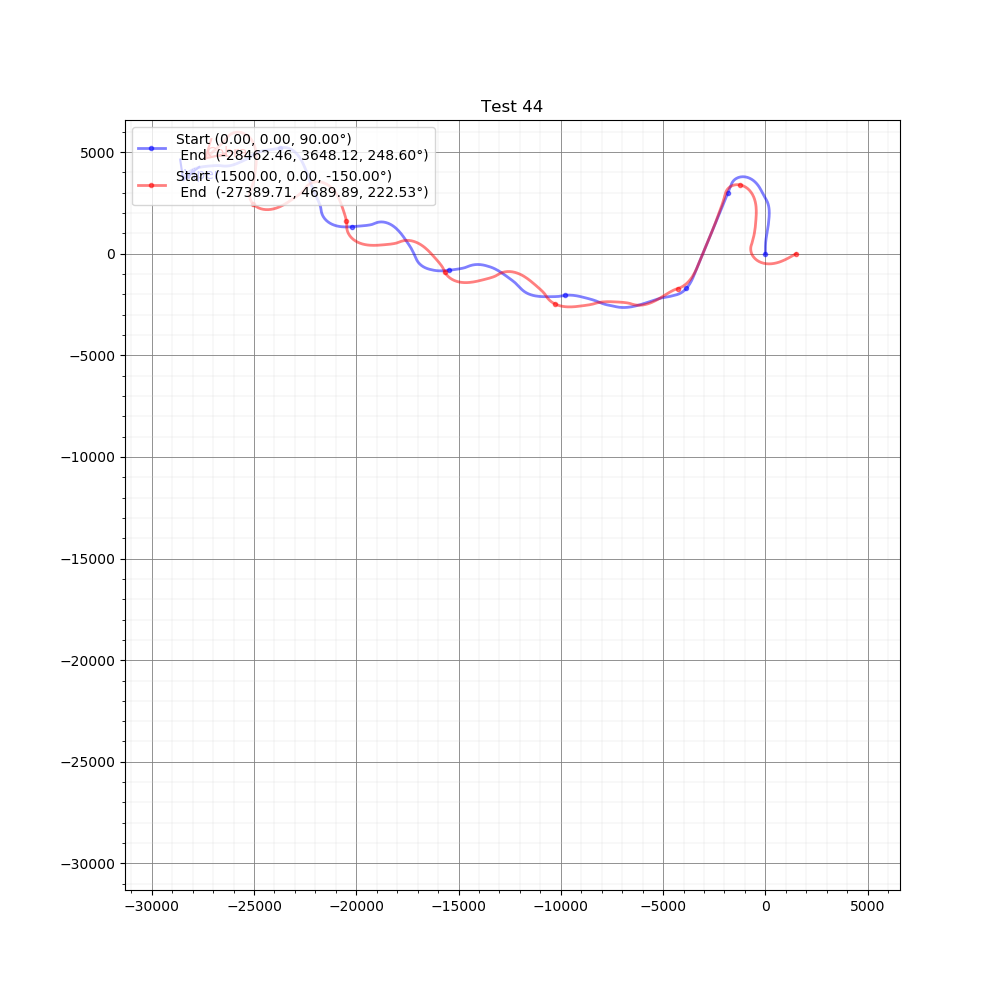 Test 44
Start (0.00, 0.00, 90.00°)
End (-28462.46, 3648.12, 248.60°)
Start (1500.00, 0.00, -150.00°)
End (-27389.71, 4689.89, 222.53°)
5000
0
−5000
−10000
−15000
−20000
−25000
−30000
−30000 −25000 −20000 −15000 −10000 −5000 0 5000